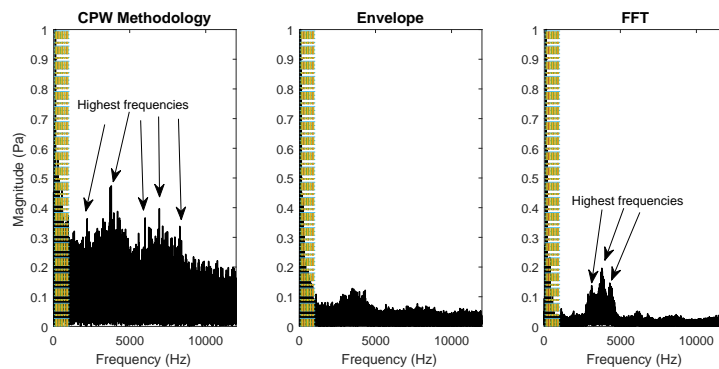 CPW Methodology
Highest frequencies
Magnitude (Pa)
1
0.9
0.8
0.7
0.6
0.5
0.4
0.3
0.2
0.1
0
0 5000 10000
Frequency (Hz)
Envelope
1
0.9
0.8
0.7
0.6
0.5
0.4
0.3
0.2
0.1
0
0 5000 10000
Frequency (Hz)
FFT
Highest frequencies
1
0.9
0.8
0.7
0.6
0.5
0.4
0.3
0.2
0.1
0
0 5000 10000
Frequency (Hz)